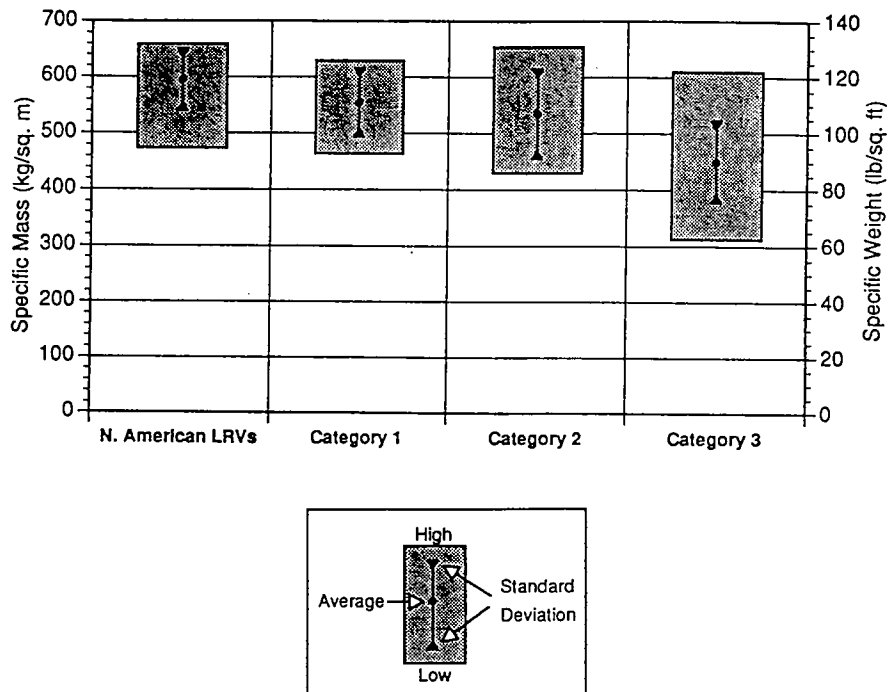 Specific Mass (kg/sq. m)
700
600
500
400
300
200
100
0
140
120
100
80
60
40
20
0
Specific Weight (lb/sq. ft)
N. American LRVs
Category 1
Category 2
Category 3
High
Average
Standard
Deviation
Low